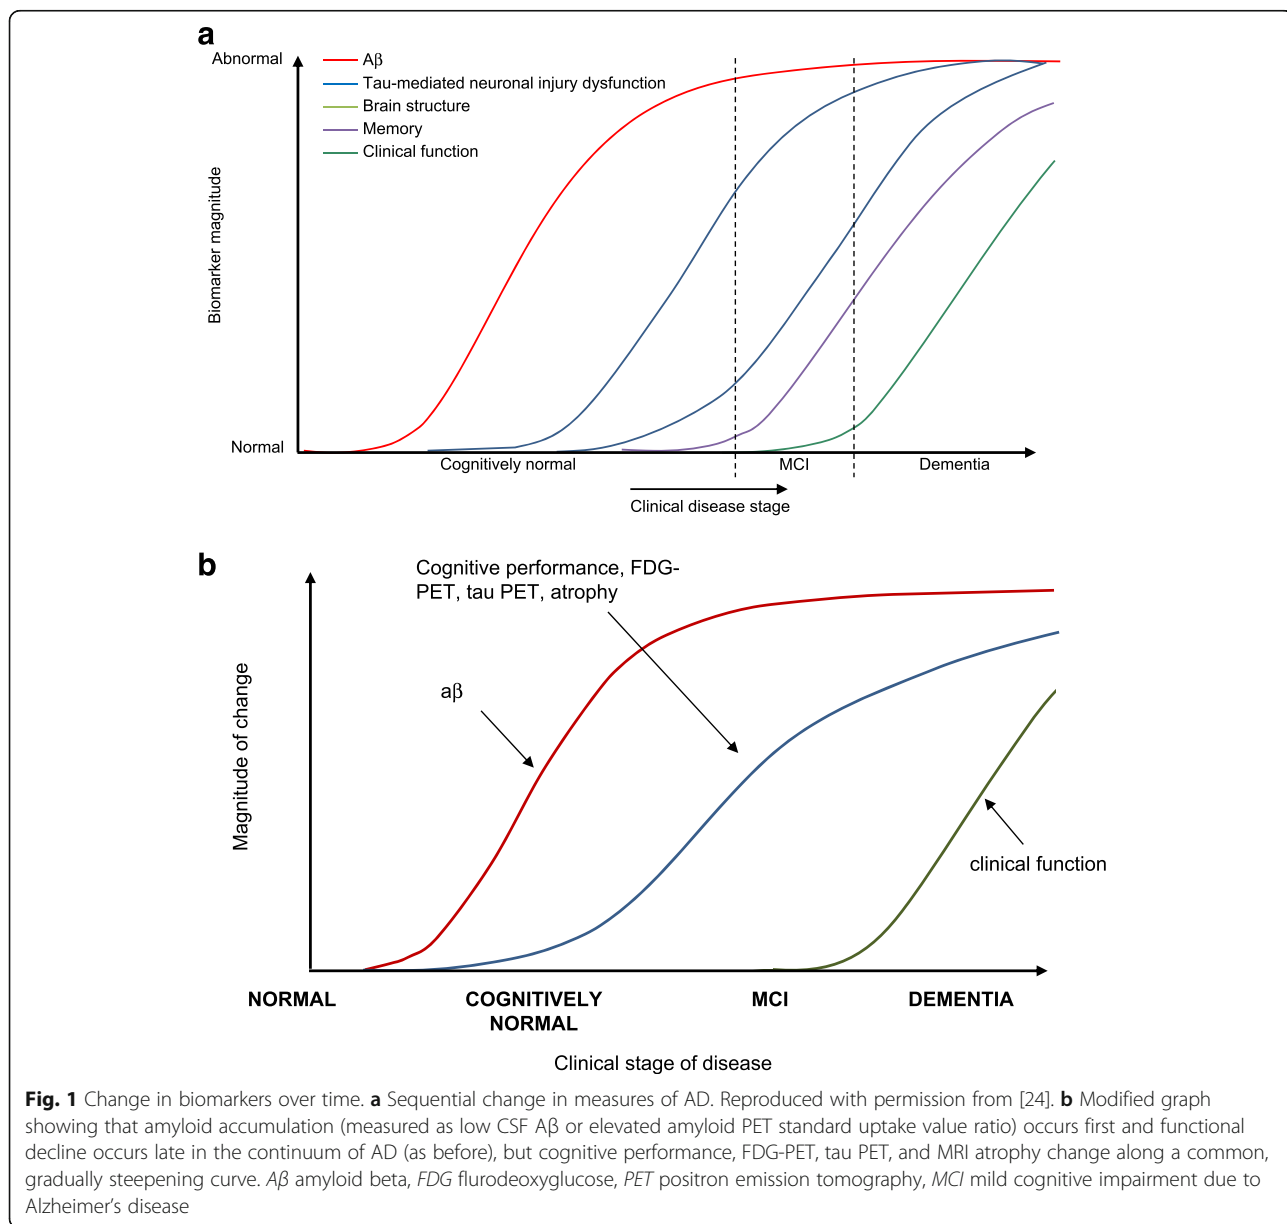 a
Abnormal
Aβ
Tau-mediated neuronal injury dysfunction
Brain structure
Memory
Clinical function
Biomarker magnitude
Normal
Cognitively normal
MCI
Dementia
Clinical disease stage
b
Cognitive performance, FDG-
PET, tau PET, atrophy
aβ
Magnitude of change
clinical function
NORMAL
COGNITIVELY
NORMAL
MCI
DEMENTIA
Clinical stage of disease
Fig. 1 Change in biomarkers over time. a Sequential change in measures of AD. Reproduced with permission from [24]. b Modified graph
showing that amyloid accumulation (measured as low CSF Aβ or elevated amyloid PET standard uptake value ratio) occurs first and functional
decline occurs late in the continuum of AD (as before), but cognitive performance, FDG-PET, tau PET, and MRI atrophy change along a common,
gradually steepening curve. Aβ amyloid beta, FDG flurodeoxyglucose, PET positron emission tomography, MCI mild cognitive impairment due to
Alzheimer's disease